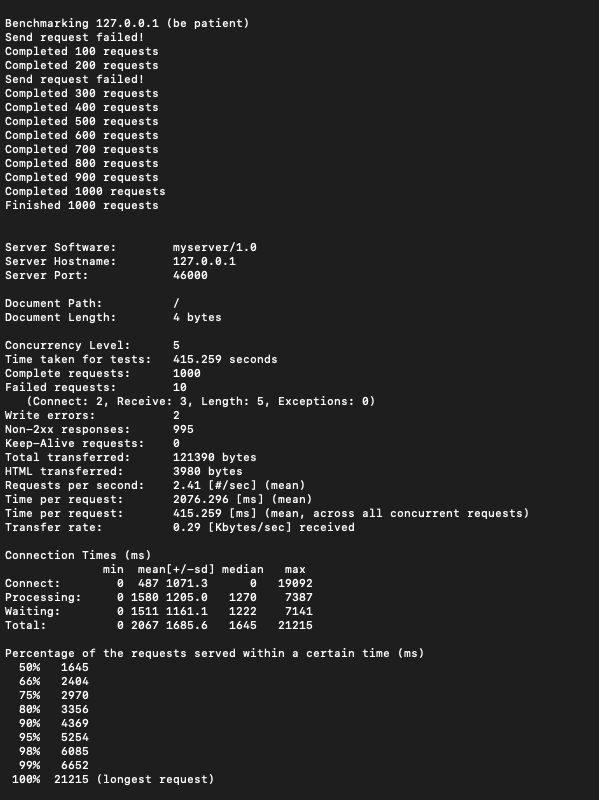 Benchmarking 127.0.0.1 (be patient)
Send request failed!
Completed 100 requests
Completed 200 requests
Send request failed!
Completed 300 requests
Completed 400 requests
Completed 500 requests
Completed 600 requests
Completed 700 requests
Completed 800 requests
Completed 900 requests
Completed 1000 requests
Finished 1000 requests


Server Software:        myserver/1.0
Server Hostname:        127.0.0.1
Server Port:            46000

Document Path:          /
Document Length:        4 bytes

Concurrency Level:      5
Time taken for tests:   415.259 seconds
Complete requests:      1000
Failed requests:        10
   (Connect: 2, Receive: 3, Length: 5, Exceptions: 0)
Write errors:           2
Non-2xx responses:      995
Keep-Alive requests:    0
Total transferred:      121390 bytes
HTML transferred:       3980 bytes
Requests per second:    2.41 [#/sec] (mean)
Time per request:       2076.296 [ms] (mean)
Time per request:       415.259 [ms] (mean, across all concurrent requests)
Transfer rate:          0.29 [Kbytes/sec] received

Connection Times (ms)
              min  mean[+/-sd] median   max
Connect:        0  487 1071.3      0   19092
Processing:     0 1580 1205.0   1270    7387
Waiting:        0 1511 1161.1   1222    7141
Total:          0 2067 1685.6   1645   21215

Percentage of the requests served within a certain time (ms)
  50%   1645
  66%   2404
  75%   2970
  80%   3356
  90%   4369
  95%   5254
  98%   6085
  99%   6652
 100%  21215 (longest request)